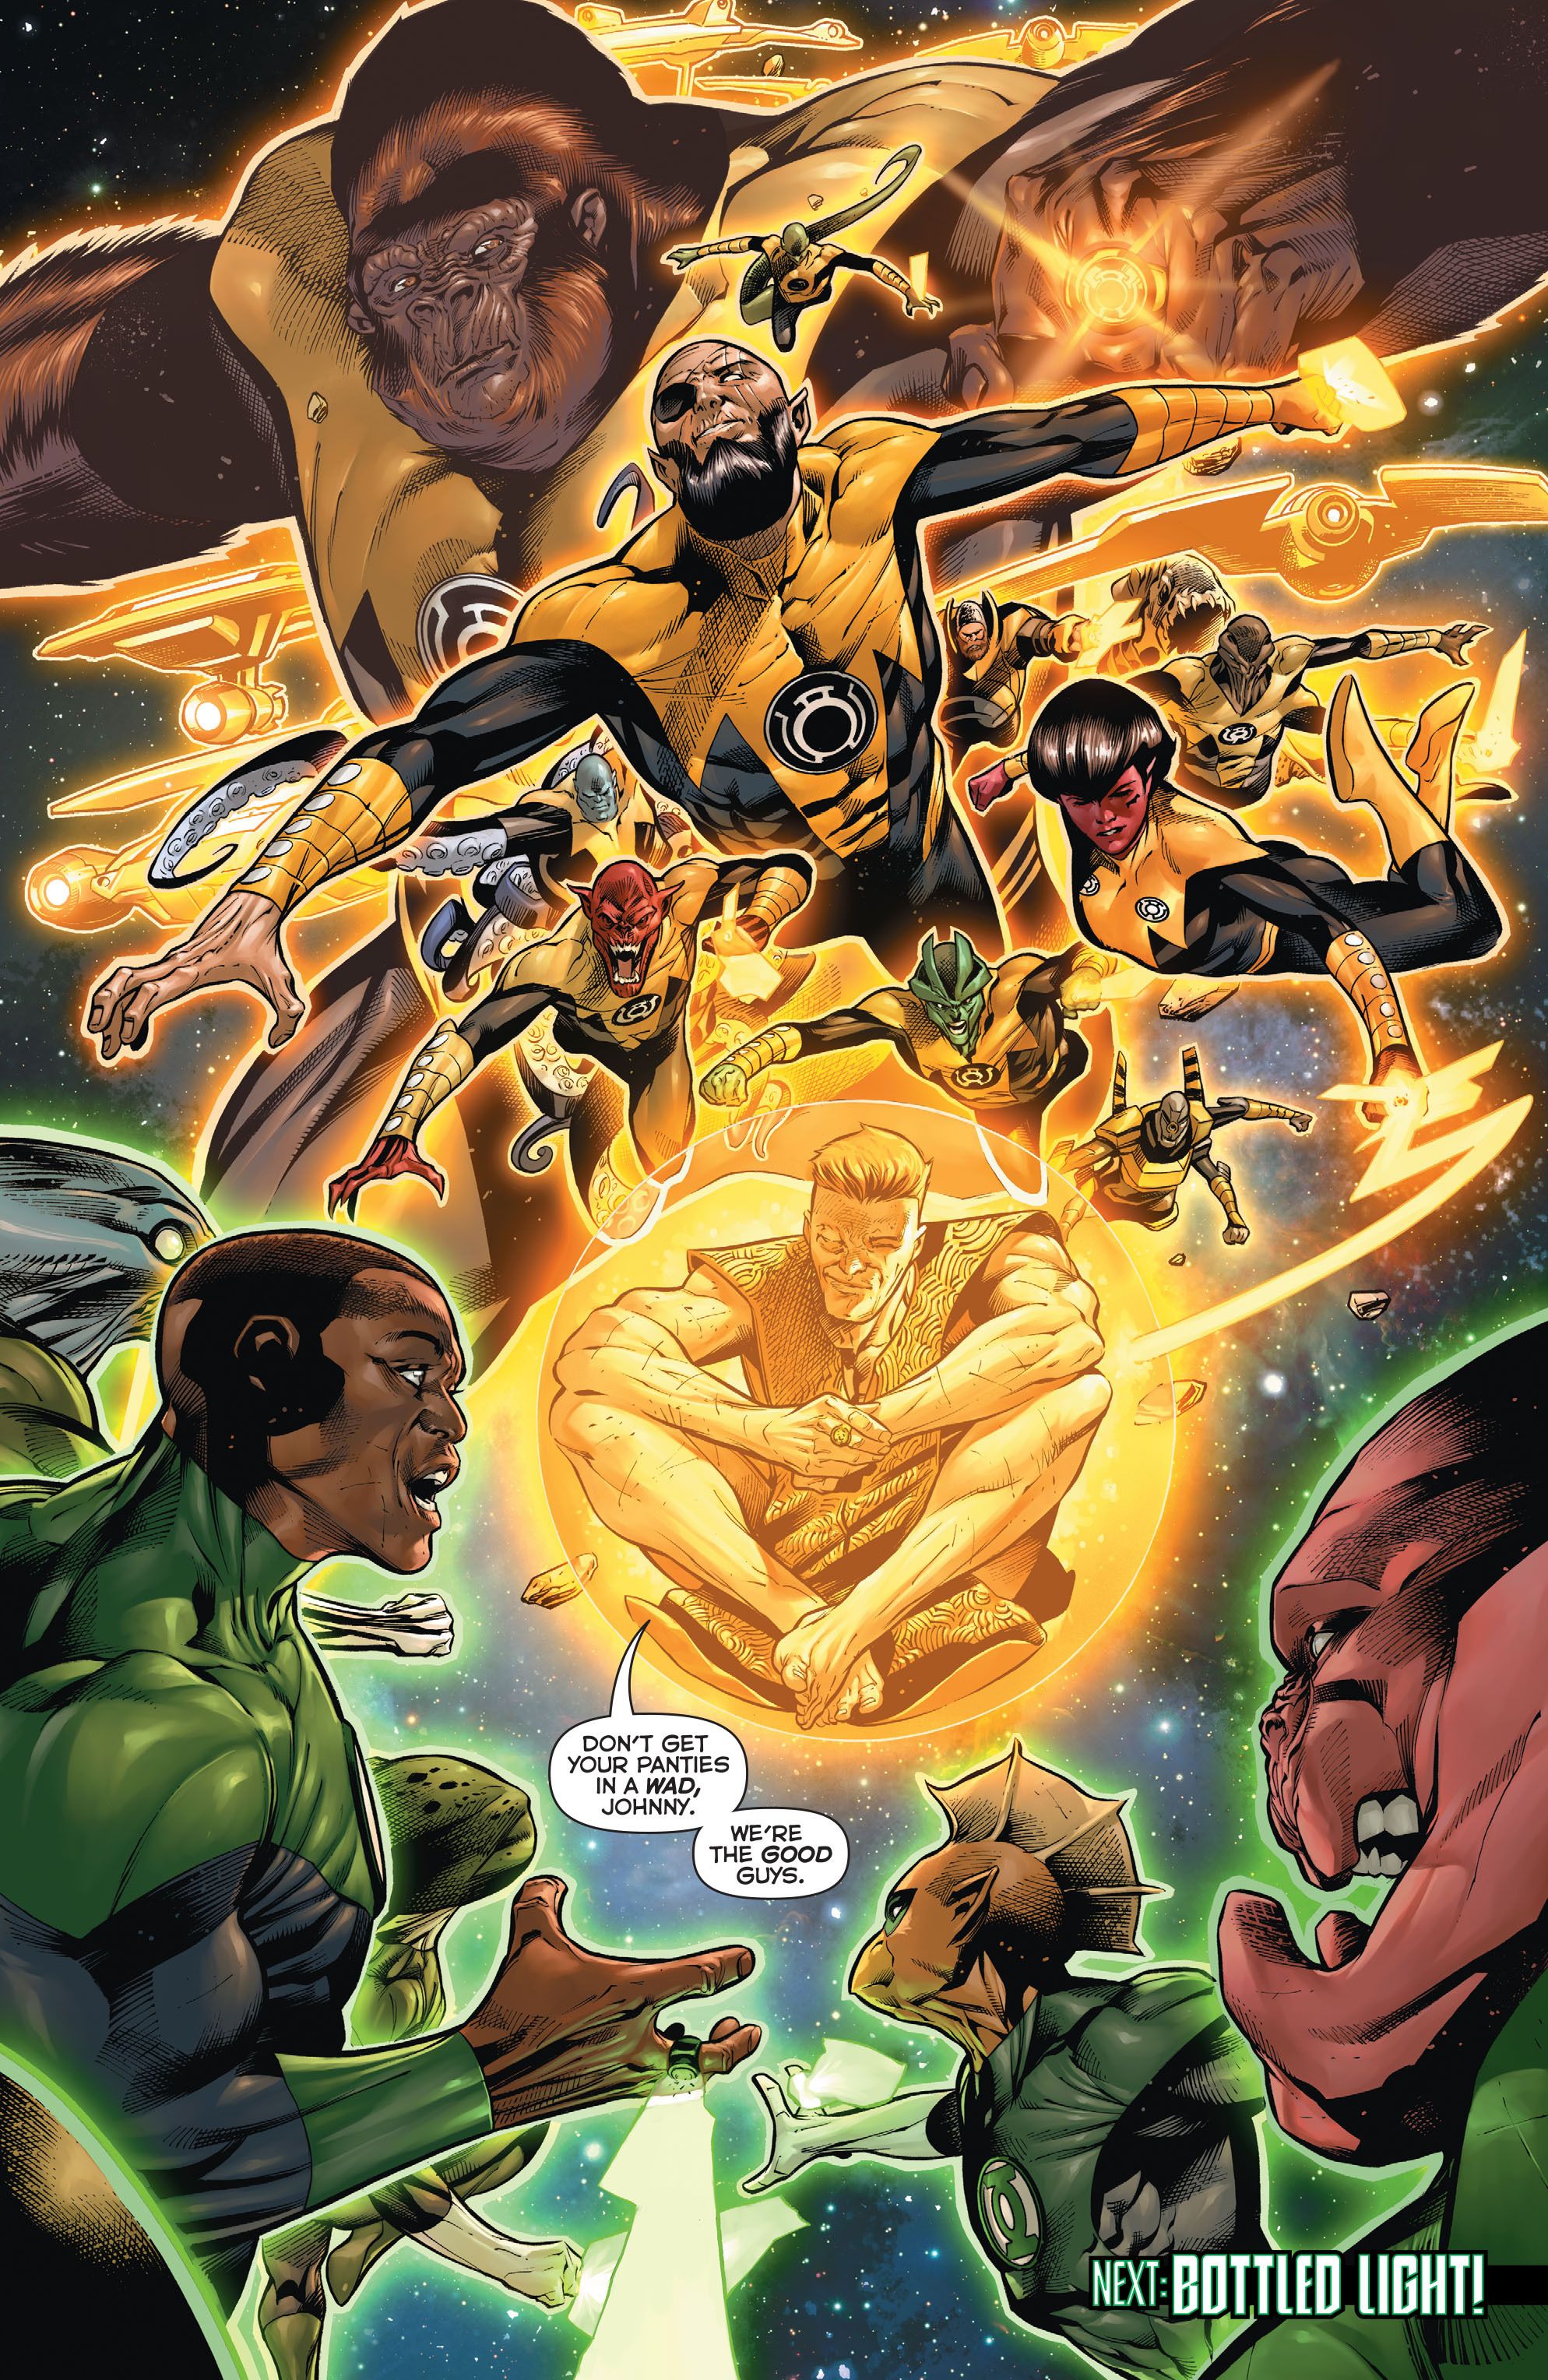 DON'T GET
YOUR PANTIES
IN A WAD,
JOHNNY.
WE'RE
THE GOOD
GUYS.
NEXT: BOTTLED LIGHT!